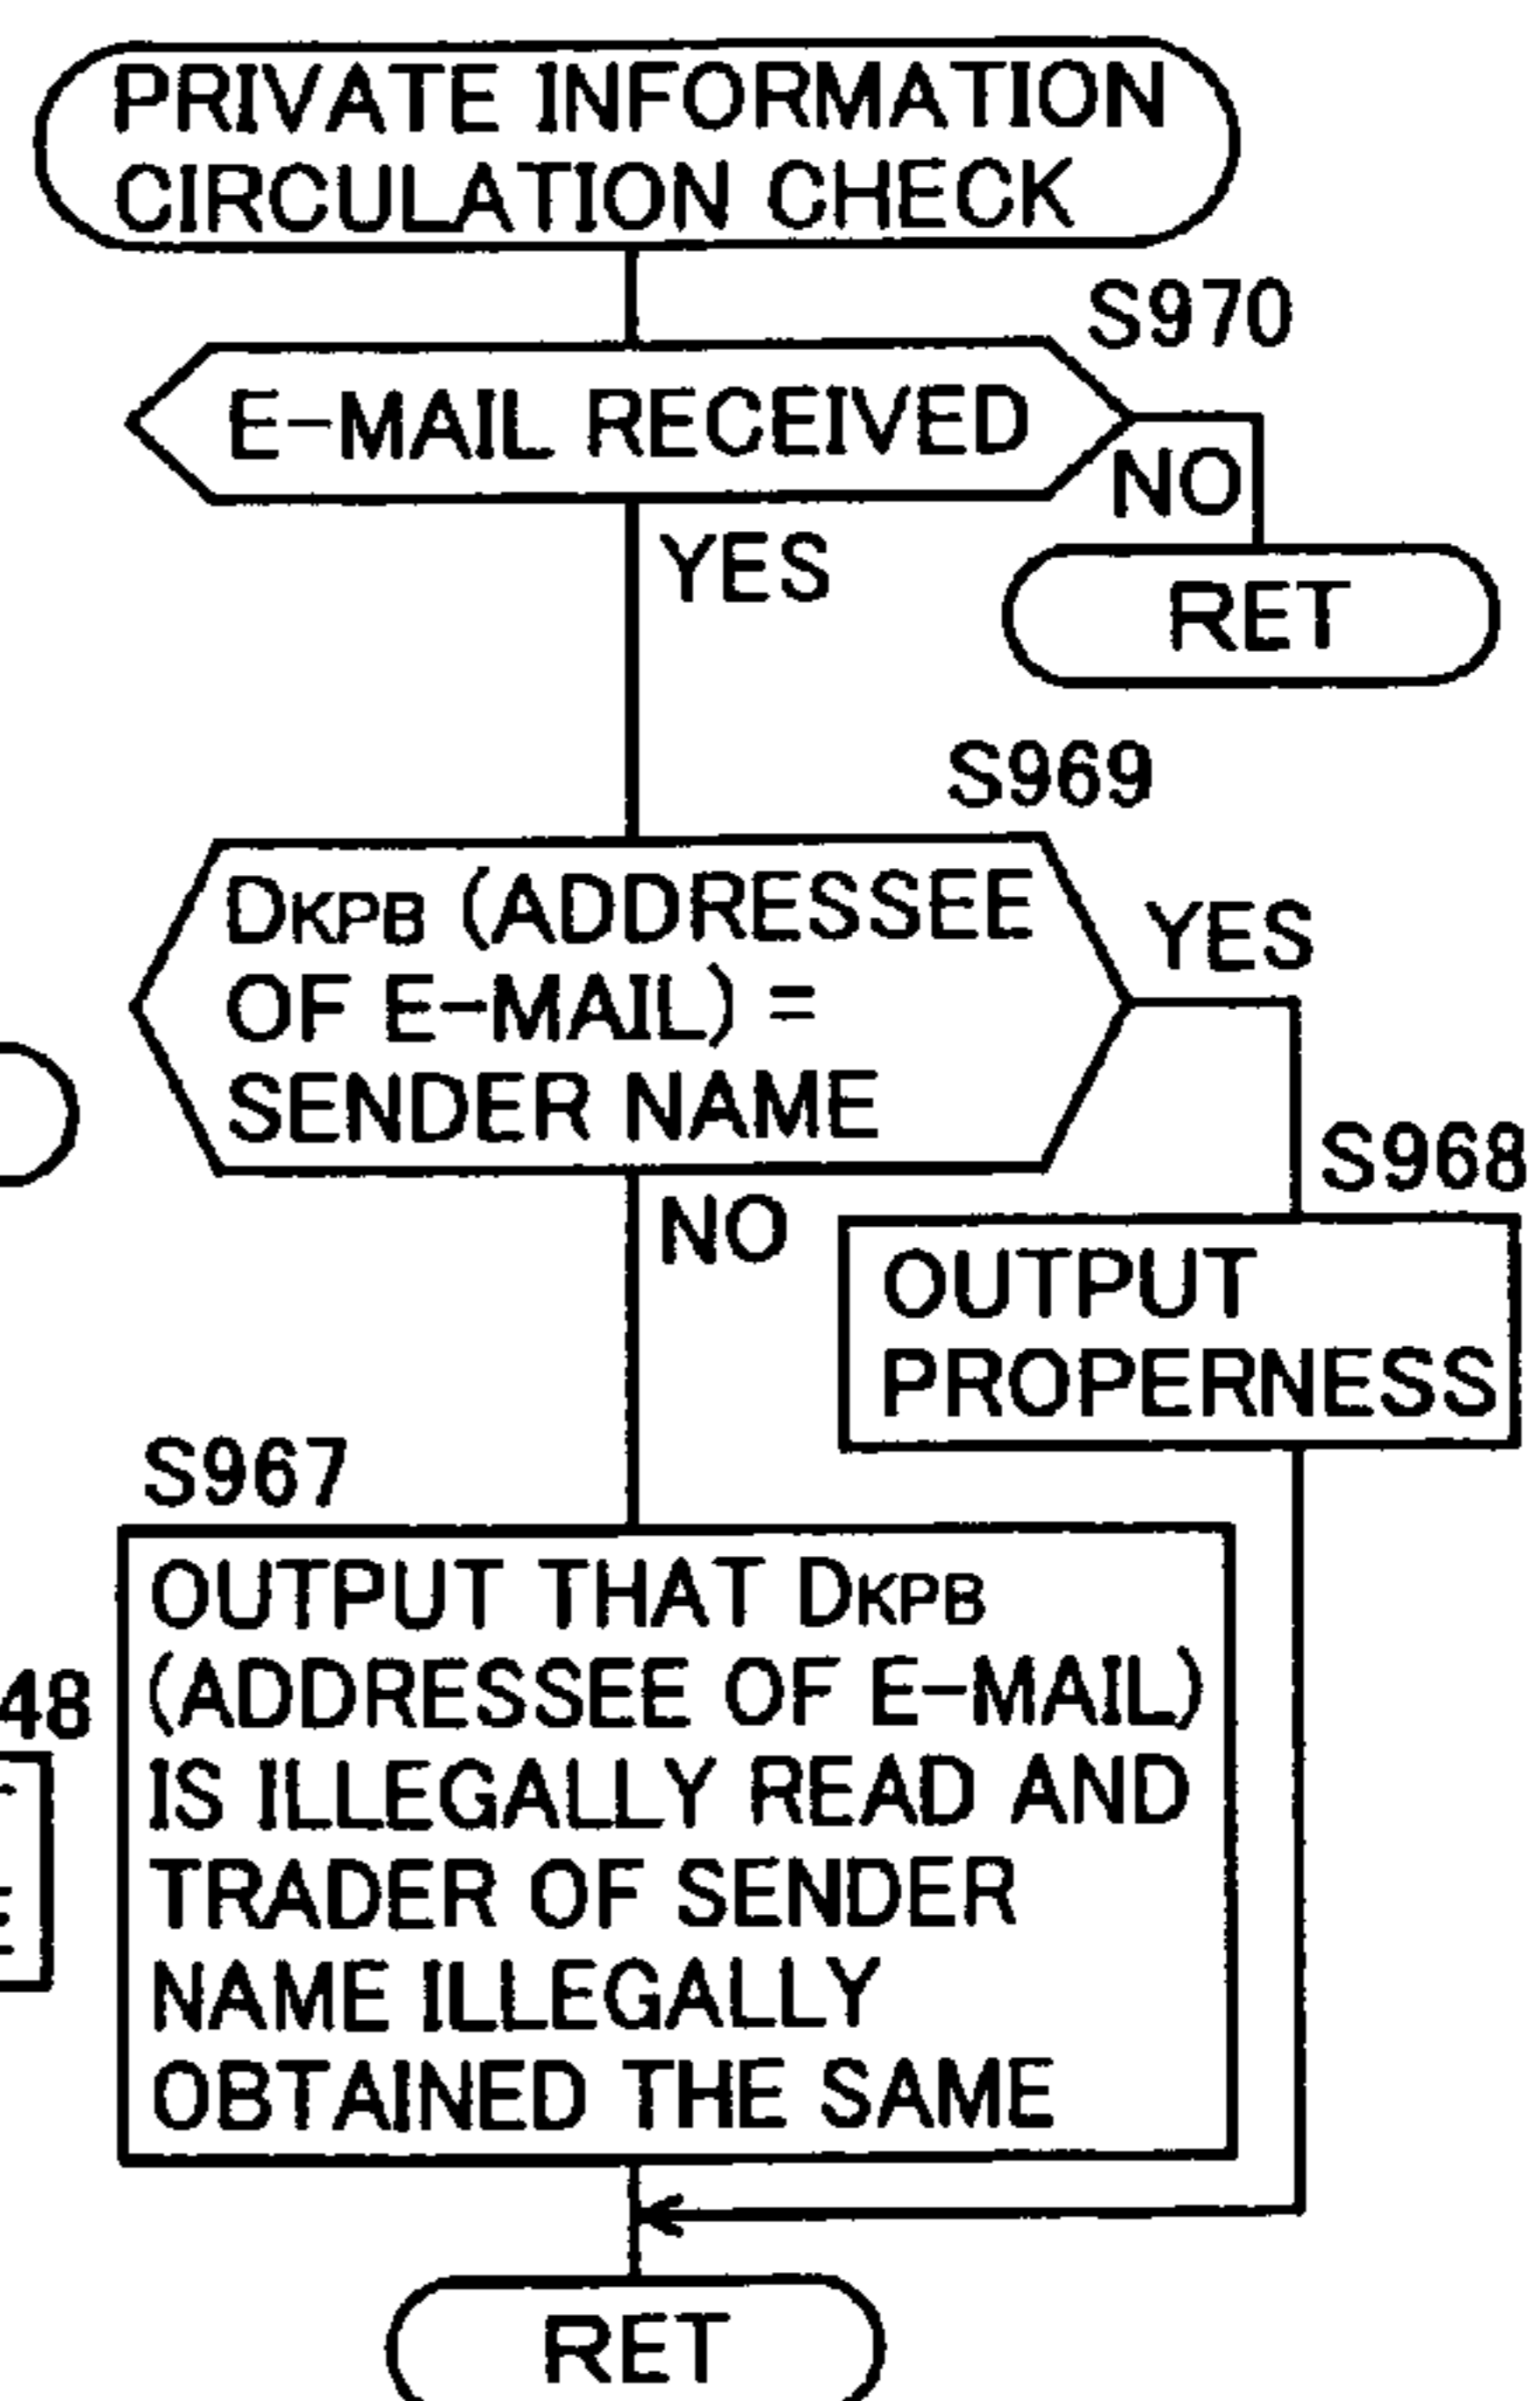 PRIVATE INFORMATION
CIRCULATION CHECK
S970
E-MAIL RECEIVED
NO
YES
RET
S969
DKPB (ADDRESSEE
OF E-MAIL) =
SENDER NAME
YES
S968
NO
OUTPUT
PROPERNESS
S967
OUTPUT THAT DKPB
(ADDRESSEE OF E-MAIL)
IS ILLEGALLY READ AND
TRADER OF SENDER
NAME ILLEGALLY
OBTAINED THE SAME
48
RET